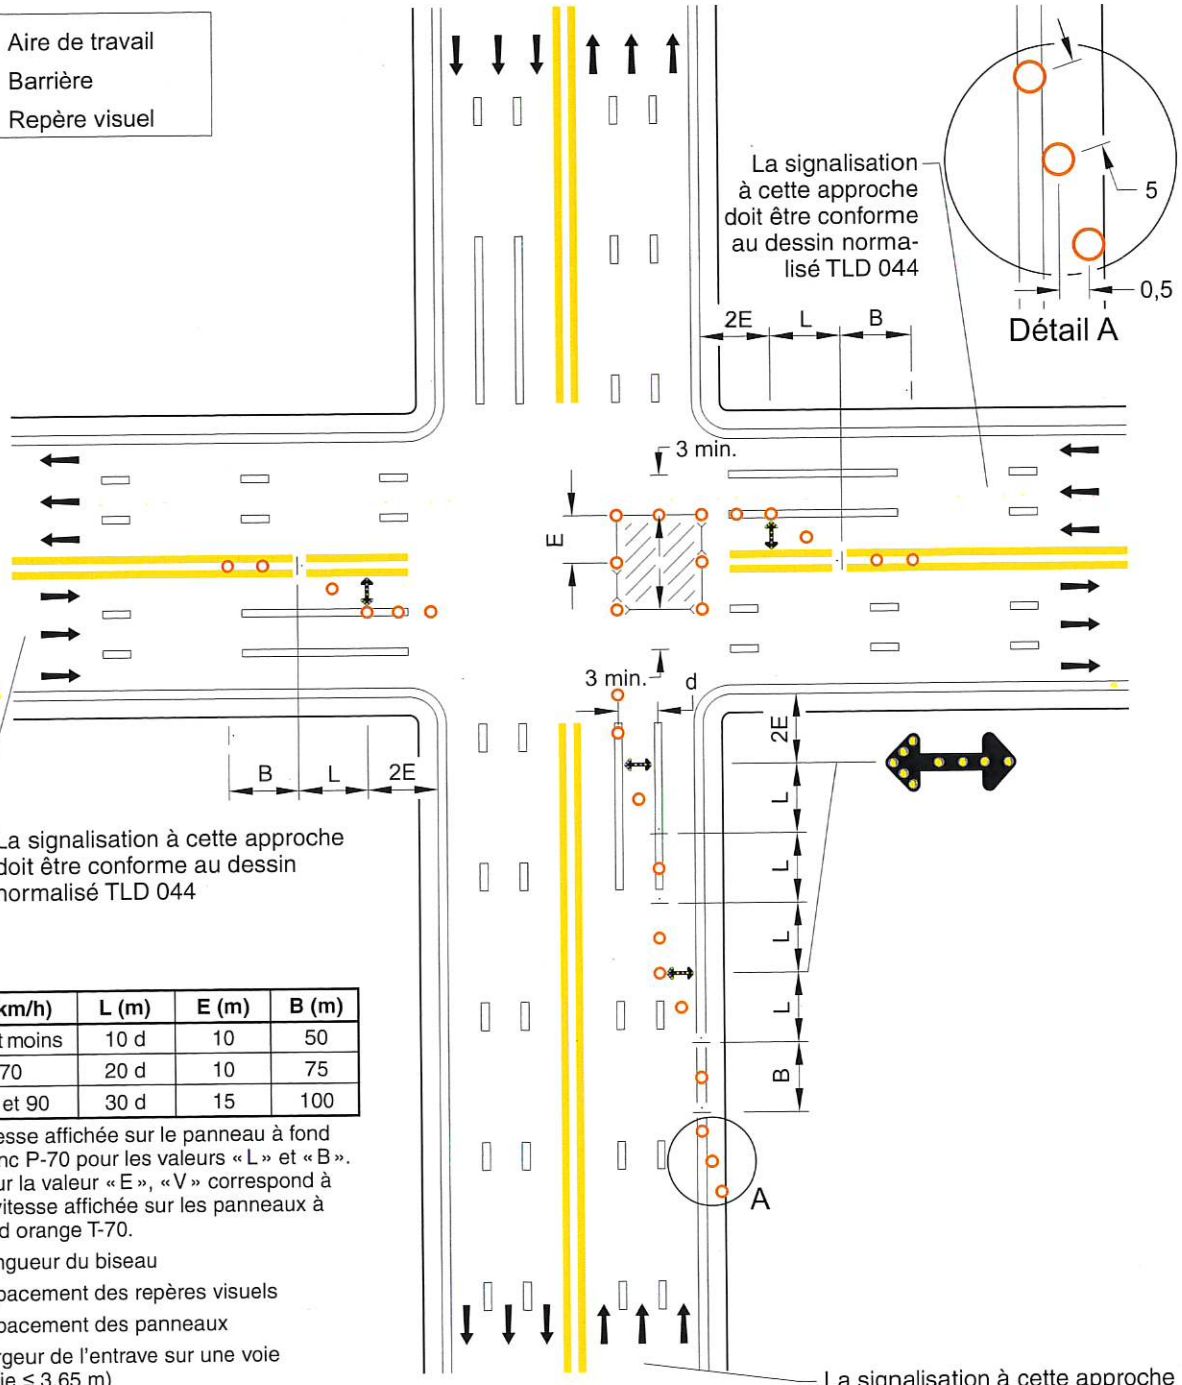 Aire de travail
Barrière
Repère visuel
La signalisation
à cette approche
doit être conforme
au dessin norma-
lisé TLD 044
5
0,5
Détail A
2E
L
B
3 min.
E
3 min.
d
2E
L
L
L
L
B
A
B
L
2E
La signalisation à cette approche
doit être conforme au dessin
normalisé TLD 044
km/h) L (m) E (m) B (m)
moins 10 d 10 50
70 20 d 10 75
et 90 30 d 15 100
esse affichée sur le panneau à fond
nc P-70 pour les valeurs « L » et « B ».
ur la valeur « E », « V » correspond à
vitesse affichée sur les panneaux à
d orange T-70.
ngueur du biseau
pacement des repères visuels
pacement des panneaux
rgeur de l'entrave sur une voie
ie ≤ 3,65 m)
La signalisation à cette approche